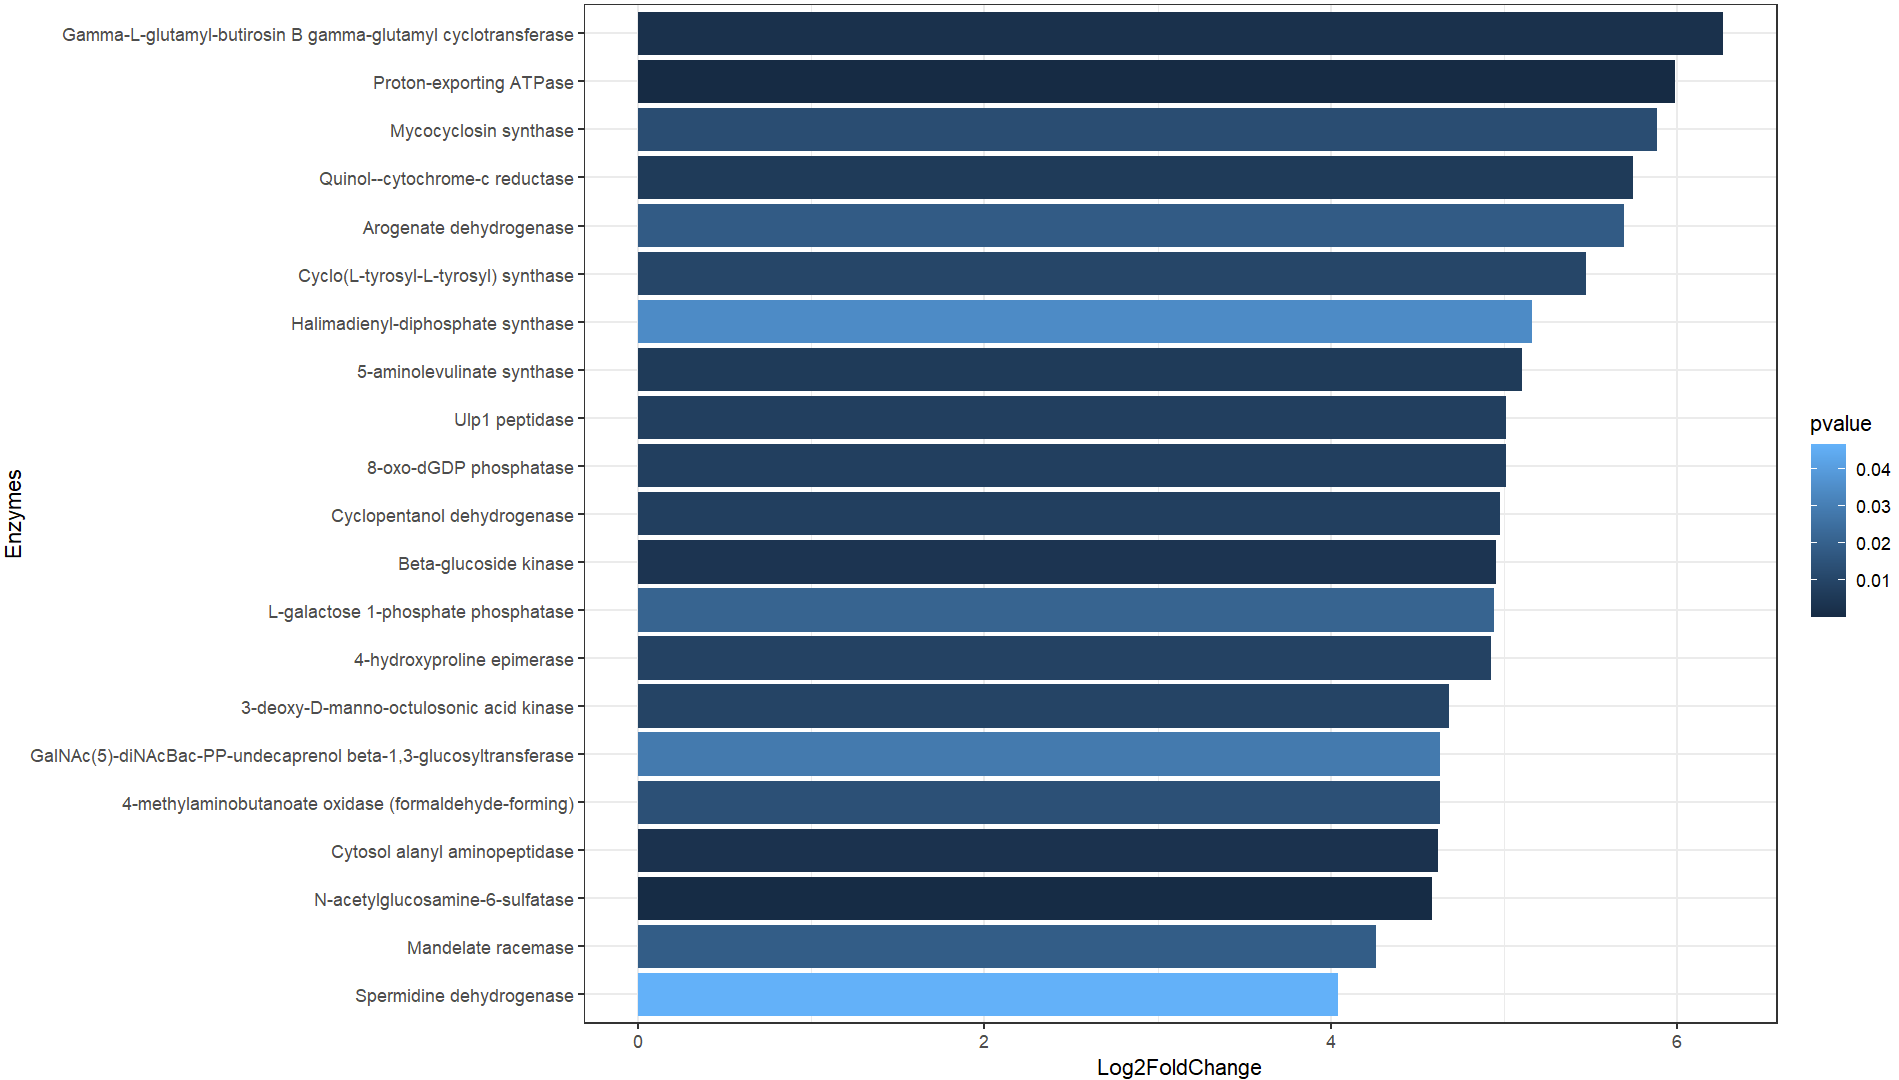 Gamma-L-glutamyl-butirosin B gamma-glutamyl cyclotransferase
Proton-exporting ATPase
Mycocyclosin synthase
Quinol--cytochrome-c reductase
Arogenate dehydrogenase
Cyclo(L-tyrosyl-L-tyrosyl) synthase
Halimadienyl-diphosphate synthase
5-aminolevulinate synthase
Ulp1 peptidase
8-oxo-dGDP phosphatase
Cyclopentanol dehydrogenase
Beta-glucoside kinase
L-galactose 1-phosphate phosphatase
4-hydroxyproline epimerase
3-deoxy-D-manno-octulosonic acid kinase
GalNAc(5)-diNAcBac-PP-undecaprenol beta-1,3-glucosyltransferase
4-methylaminobutanoate oxidase (formaldehyde-forming)
Cytosol alanyl aminopeptidase
N-acetylglucosamine-6-sulfatase
Mandelate racemase
Spermidine dehydrogenase
Enzymes
0 2 4 6
Log2FoldChange
pvalue
0.04
0.03
0.02
0.01